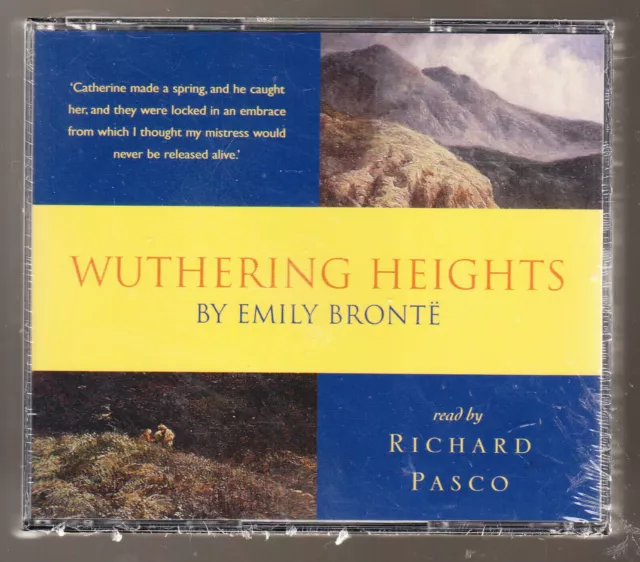 'Catherine made a spring, and he caught
her, and they were locked in an embrace
from which I thought my mistress would
never be released alive.'
WUTHERING HEIGHTS
BY EMILY BRONTË
read by
RICHARD
PASCO